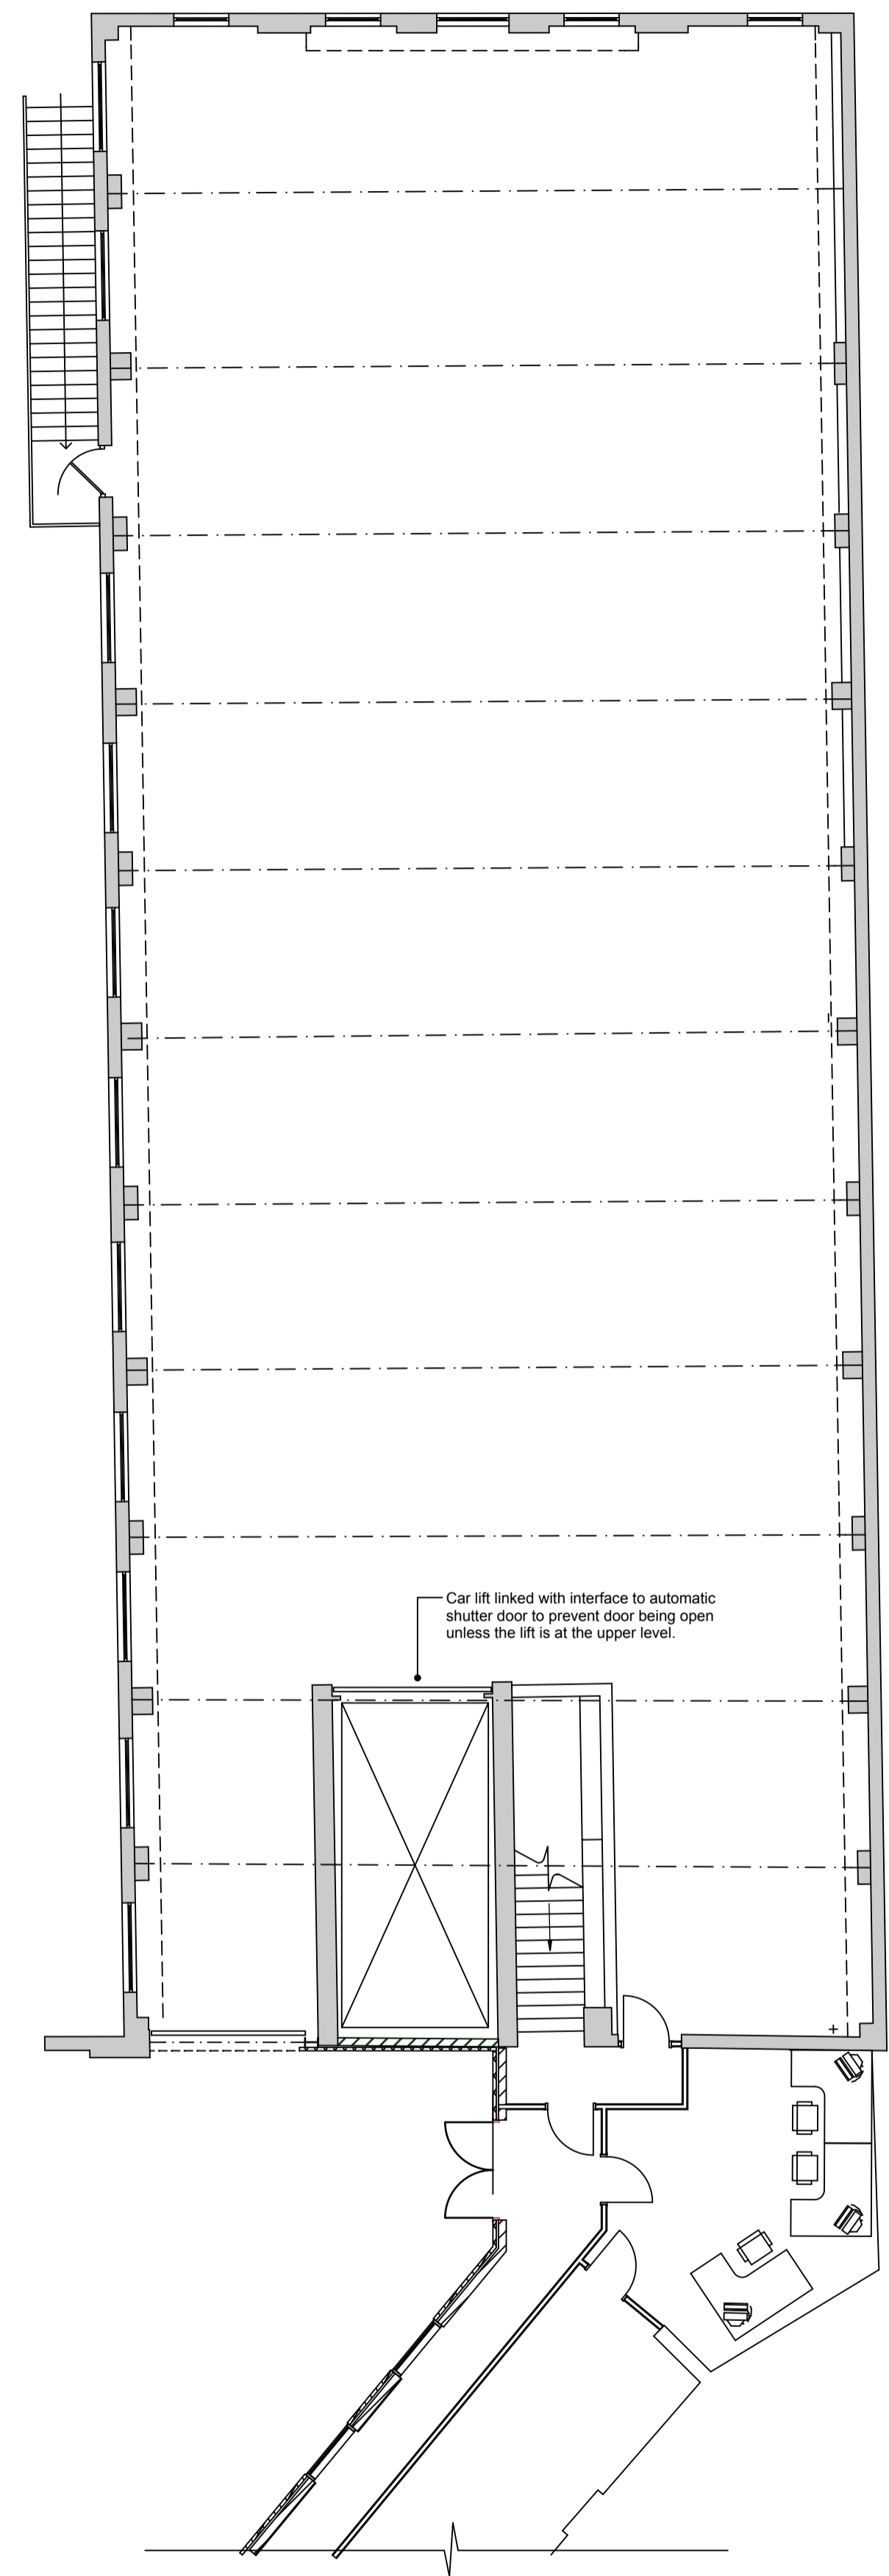 Car lift linked with interface to automatic
shutter door to prevent door being open
unless the lift is at the upper level.